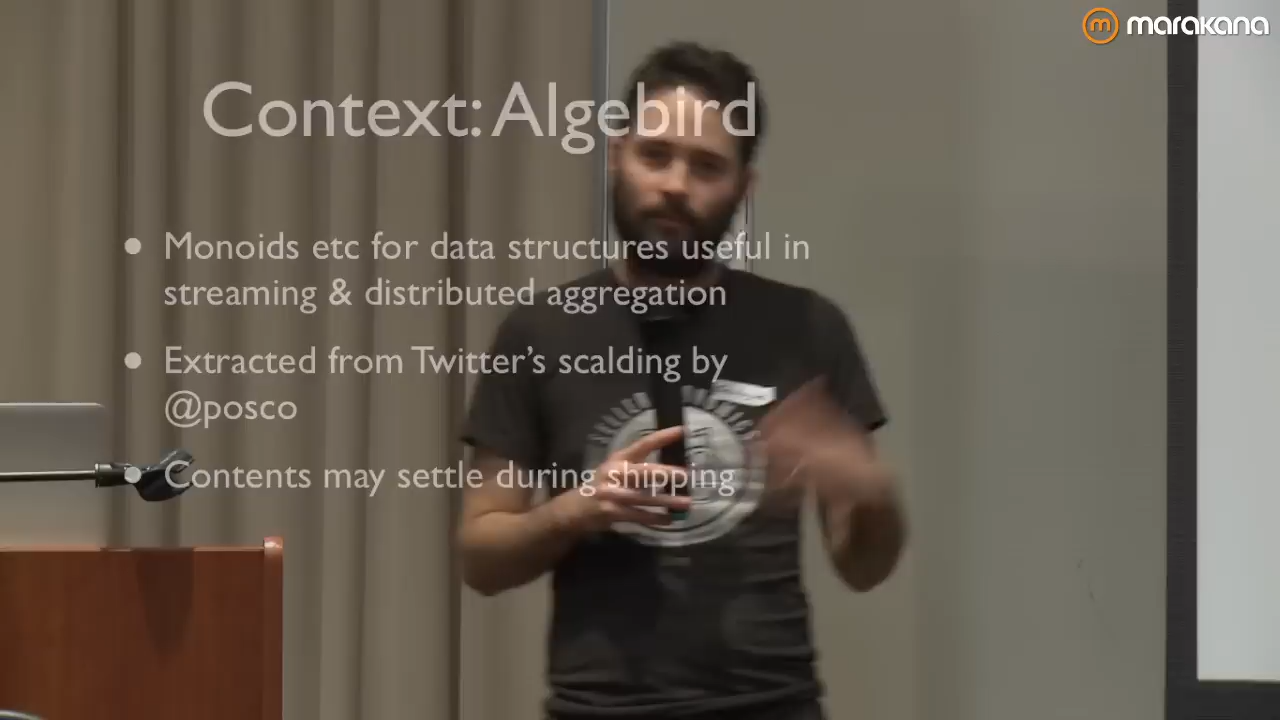 marakana
Context: Algebird
• Monoids etc for data structures useful in
streaming & distributed aggregation
• Extracted from Twitter's scalding by
@posco
• Contents may settle during shipping